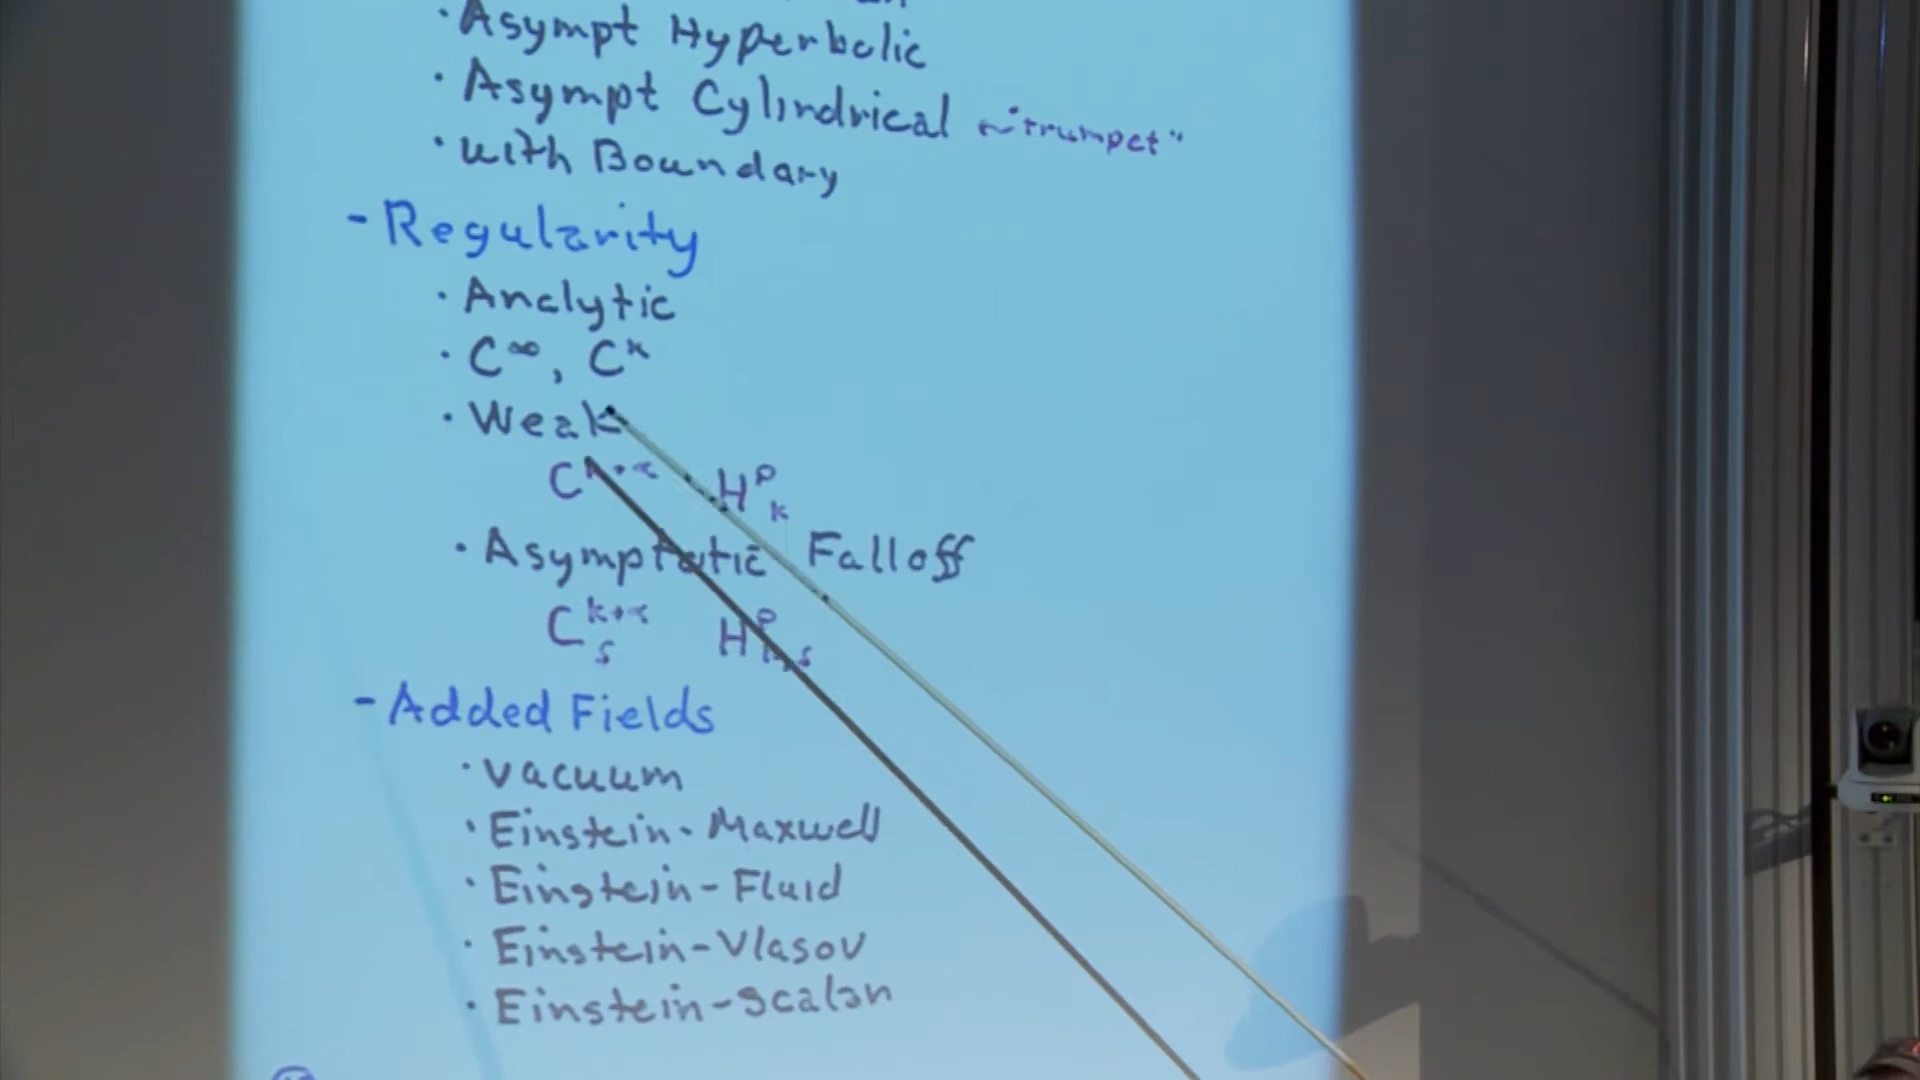 · Asympt Hyperbolic
· Asympt Cylindrical ~"trumpet"
· with Boundary
- Regularity
· Analytic
· C^∞, C^k
· Weak
C^{k+α} H^p_k
· Asymptotic Falloff
C^{k+α}_δ H^p_{k,δ}
- Added Fields
· Vacuum
· Einstein-Maxwell
· Einstein-Fluid
· Einstein-Vlasov
· Einstein-Scalar